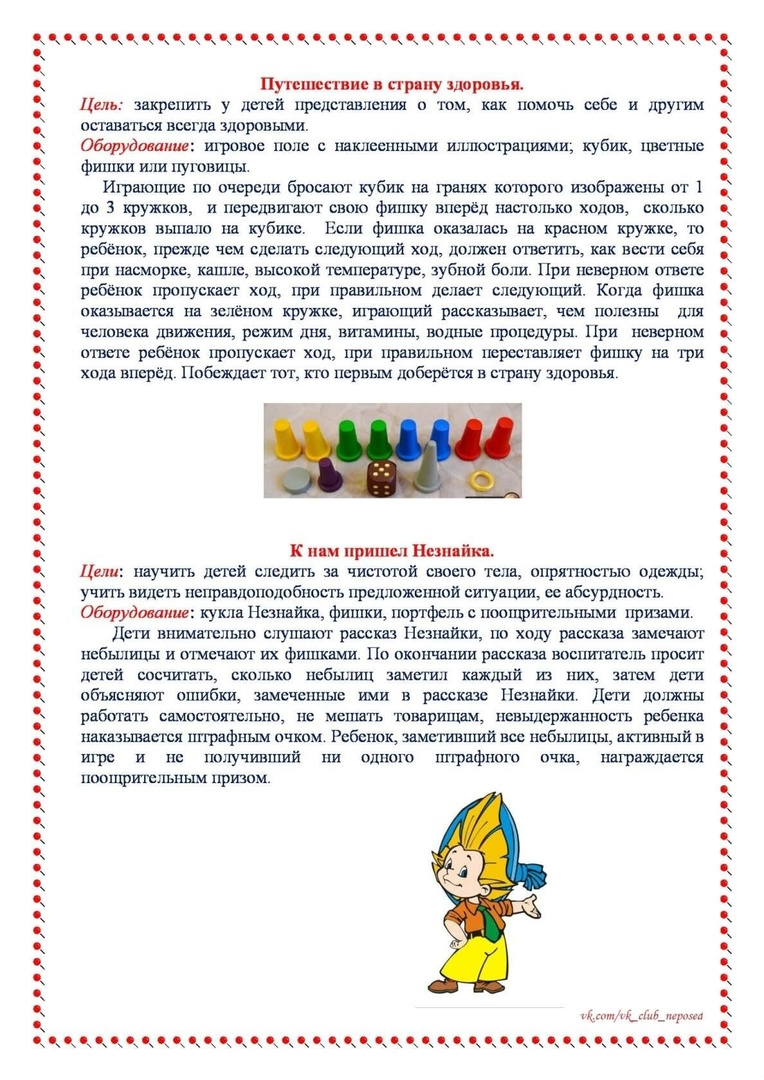 Путешествие в страну здоровья.
Цель: закрепить у детей представления о том, как помочь себе и другим
оставаться всегда здоровыми.
Оборудование: игровое поле с наклеенными иллюстрациями; кубик, цветные
фишки или пуговицы.
Играющие по очереди бросают кубик на гранях которого изображены от 1
до 3 кружков, и передвигают свою фишку вперёд настолько ходов, сколько
кружков выпало на кубике. Если фишка оказалась на красном кружке, то
ребёнок, прежде чем сделать следующий ход, должен ответить, как вести себя
при насморке, кашле, высокой температуре, зубной боли. При неверном ответе
ребёнок пропускает ход, при правильном делает следующий. Когда фишка
оказывается на зелёном кружке, играющий рассказывает, чем полезны для
человека движения, режим дня, витамины, водные процедуры. При неверном
ответе ребёнок пропускает ход, при правильном переставляет фишку на три
хода вперёд. Побеждает тот, кто первым доберётся в страну здоровья.
К нам пришел Незнайка.
Цели: научить детей следить за чистотой своего тела, опрятностью одежды;
учить видеть неправдоподобность предложенной ситуации, ее абсурдность.
Оборудование: кукла Незнайка, фишки, портфель с поощрительными призами.
Дети внимательно слушают рассказ Незнайки, по ходу рассказа замечают
небылицы и отмечают их фишками. По окончании рассказа воспитатель просит
детей сосчитать, сколько небылиц заметил каждый из них, затем дети
объясняют ошибки, замеченные ими в рассказе Незнайки. Дети должны
работать самостоятельно, не мешать товарищам, невыдержанность ребенка
наказывается штрафным очком. Ребенок, заметивший все небылицы, активный в
игре и не получивший ни одного штрафного очка, награждается
поощрительным призом.
vk.com/vk_club_neposed